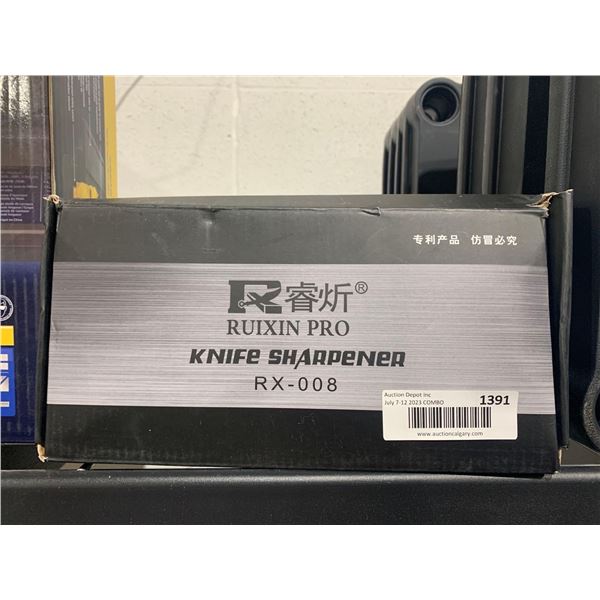 专利产品 仿冒必究
R睿炘®
RUIXIN PRO
KNIFE SHARPENER
RX-008
Auction Depot Inc
July 7-12 2023 COMBO
1391
www.auctioncalgary.com